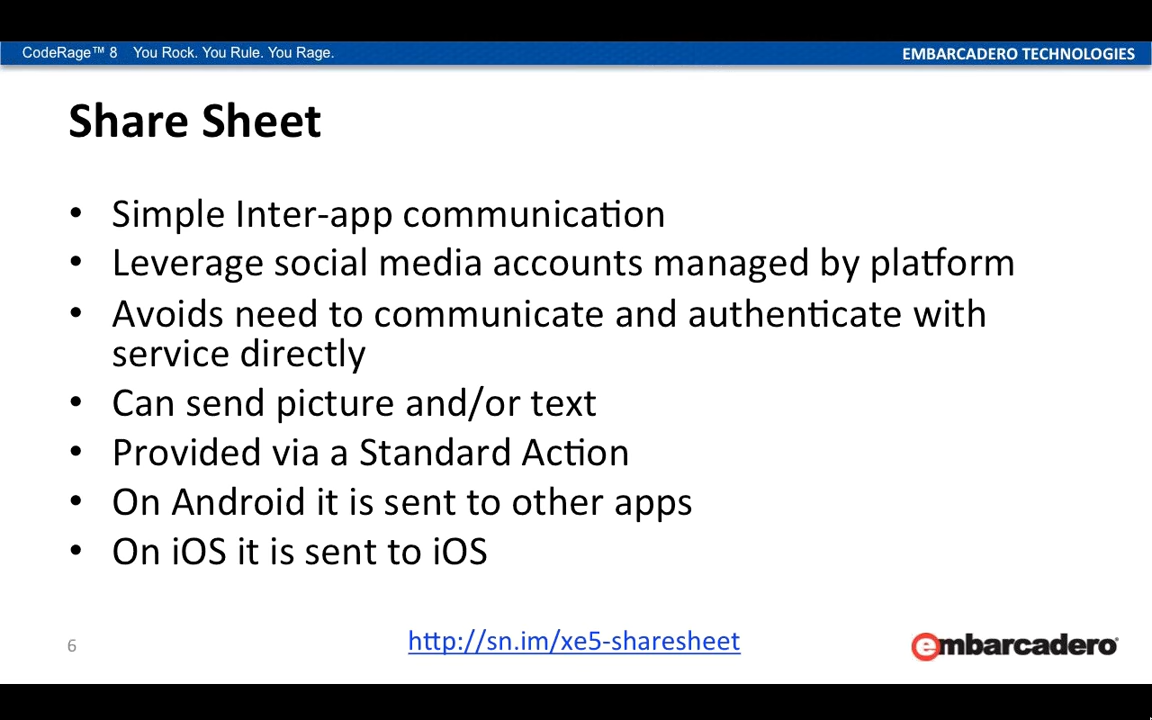 CodeRage™ 8 You Rock. You Rule. You Rage.
EMBARCADERO TECHNOLOGIES
Share Sheet
• Simple Inter-app communication
• Leverage social media accounts managed by platform
• Avoids need to communicate and authenticate with
service directly
• Can send picture and/or text
• Provided via a Standard Action
• On Android it is sent to other apps
• On iOS it is sent to iOS
6
http://sn.im/xe5-sharesheet
embarcadero®